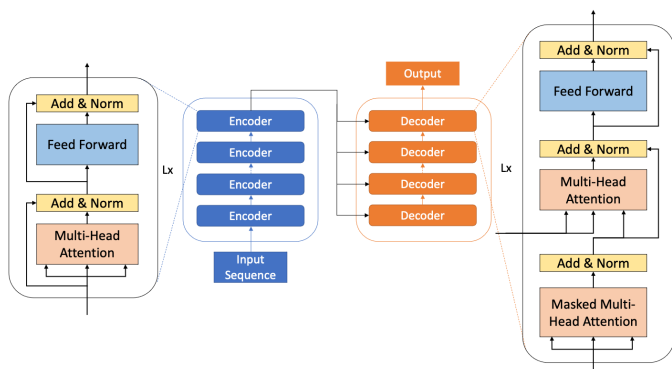 Add & Norm
Feed Forward
Add & Norm
Multi-Head
Attention
Lx
Encoder
Encoder
Encoder
Encoder
Input
Sequence
Output
Decoder
Decoder
Decoder
Decoder
Lx
Add & Norm
Feed Forward
Add & Norm
Multi-Head
Attention
Add & Norm
Masked Multi-
Head Attention